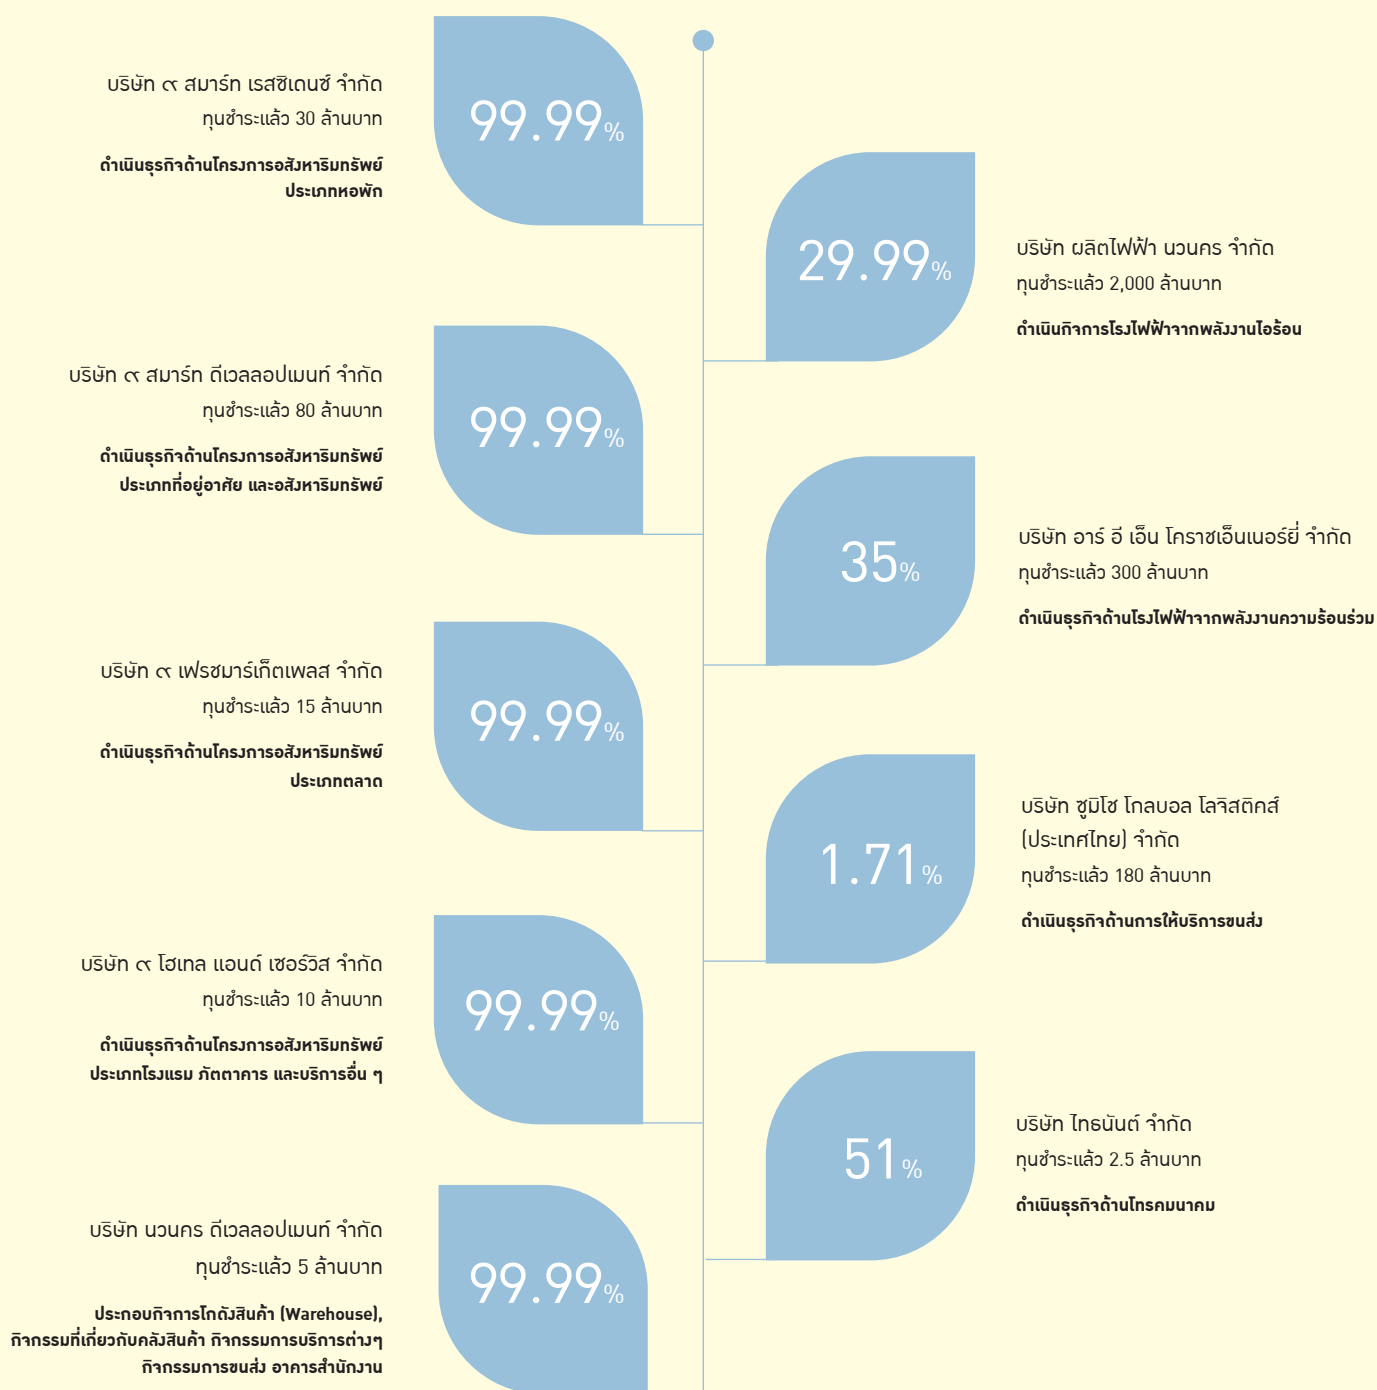 บริษัท ๙ สมาร์ท เรสซิเดนซ์ จำกัด
ทุนชำระแล้ว 30 ล้านบาท
ดำเนินธุรกิจด้านโครงการอสังหาริมทรัพย์
ประเภทหอพัก
99.99%
29.99%
บริษัท ผลิตไฟฟ้า นวนคร จำกัด
ทุนชำระแล้ว 2,000 ล้านบาท
ดำเนินกิจการโรงไฟฟ้าจากพลังงานไอร้อน
บริษัท ๙ สมาร์ท ดีเวลลอปเมนท์ จำกัด
ทุนชำระแล้ว 80 ล้านบาท
ดำเนินธุรกิจด้านโครงการอสังหาริมทรัพย์
ประเภทที่อยู่อาศัย และอสังหาริมทรัพย์
99.99%
35%
บริษัท อาร์ อี เอ็น โคราชเอ็นเนอร์ยี่ จำกัด
ทุนชำระแล้ว 300 ล้านบาท
ดำเนินธุรกิจด้านโรงไฟฟ้าจากพลังงานความร้อนร่วม
บริษัท ๙ เฟรชมาร์เก็ตเพลส จำกัด
ทุนชำระแล้ว 15 ล้านบาท
ดำเนินธุรกิจด้านโครงการอสังหาริมทรัพย์
ประเภทตลาด
99.99%
1.71%
บริษัท ซูมิโช โกลบอล โลจิสติคส์
(ประเทศไทย) จำกัด
ทุนชำระแล้ว 180 ล้านบาท
ดำเนินธุรกิจด้านการให้บริการขนส่ง
บริษัท ๙ โฮเทล แอนด์ เซอร์วิส จำกัด
ทุนชำระแล้ว 10 ล้านบาท
ดำเนินธุรกิจด้านโครงการอสังหาริมทรัพย์
ประเภทโรงแรม ภัตตาคาร และบริการอื่น ๆ
99.99%
51%
บริษัท ไทธนันต์ จำกัด
ทุนชำระแล้ว 2.5 ล้านบาท
ดำเนินธุรกิจด้านโทรคมนาคม
บริษัท นวนคร ดีเวลลอปเมนท์ จำกัด
ทุนชำระแล้ว 5 ล้านบาท
ประกอบกิจการโกดังสินค้า (Warehouse),
กิจกรรมที่เกี่ยวกับคลังสินค้า กิจกรรมการบริการต่างๆ
กิจกรรมการขนส่ง อาคารสำนักงาน
99.99%